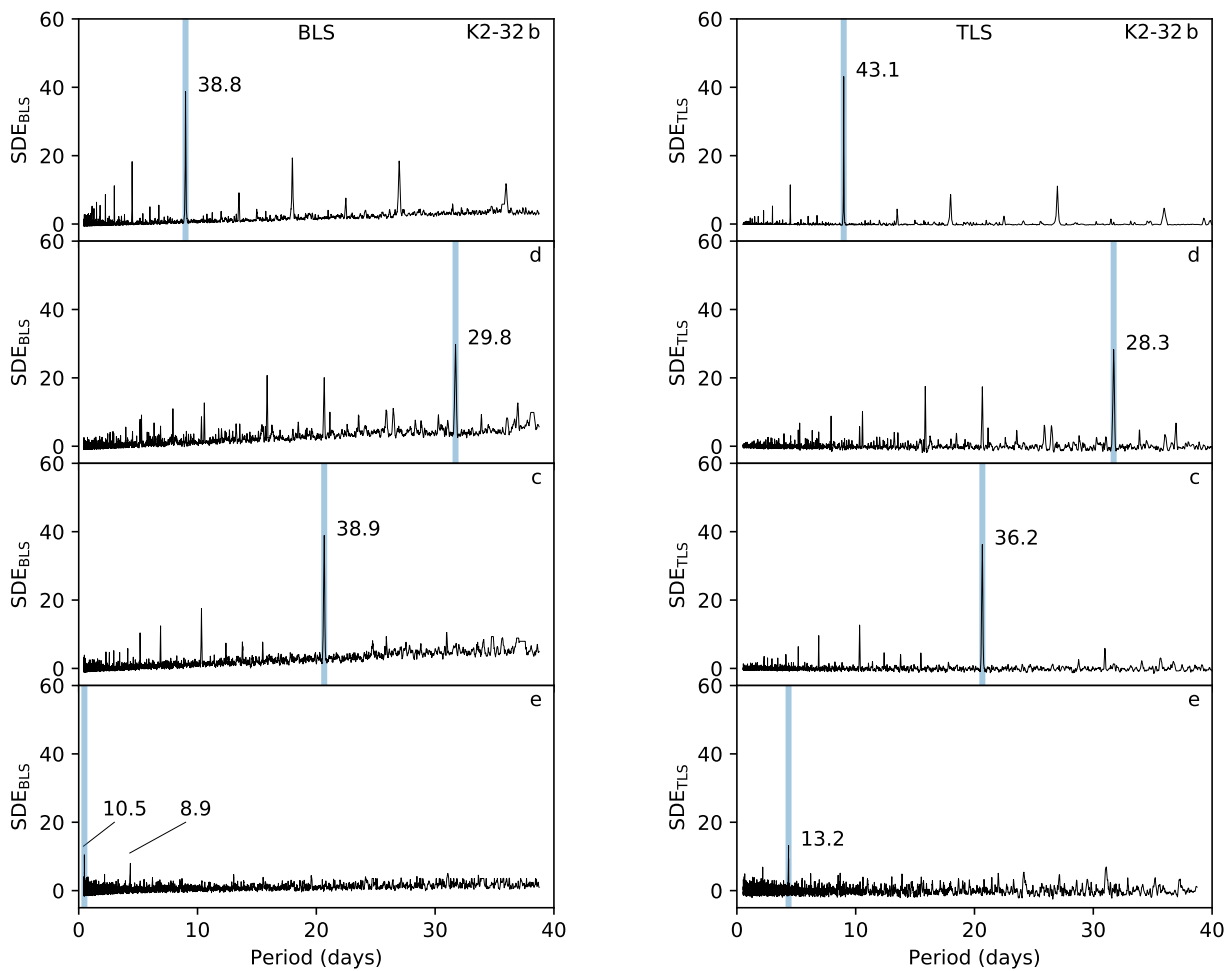 BLS K2-32 b
60
40
20
0
SDE_BLS
38.8
d
60
40
20
0
SDE_BLS
29.8
c
60
40
20
0
SDE_BLS
38.9
e
60
40
20
0
SDE_BLS
10.5 8.9
0 10 20 30 40
Period (days)
TLS K2-32 b
60
40
20
0
SDE_TLS
43.1
d
60
40
20
0
SDE_TLS
28.3
c
60
40
20
0
SDE_TLS
36.2
e
60
40
20
0
SDE_TLS
13.2
0 10 20 30 40
Period (days)